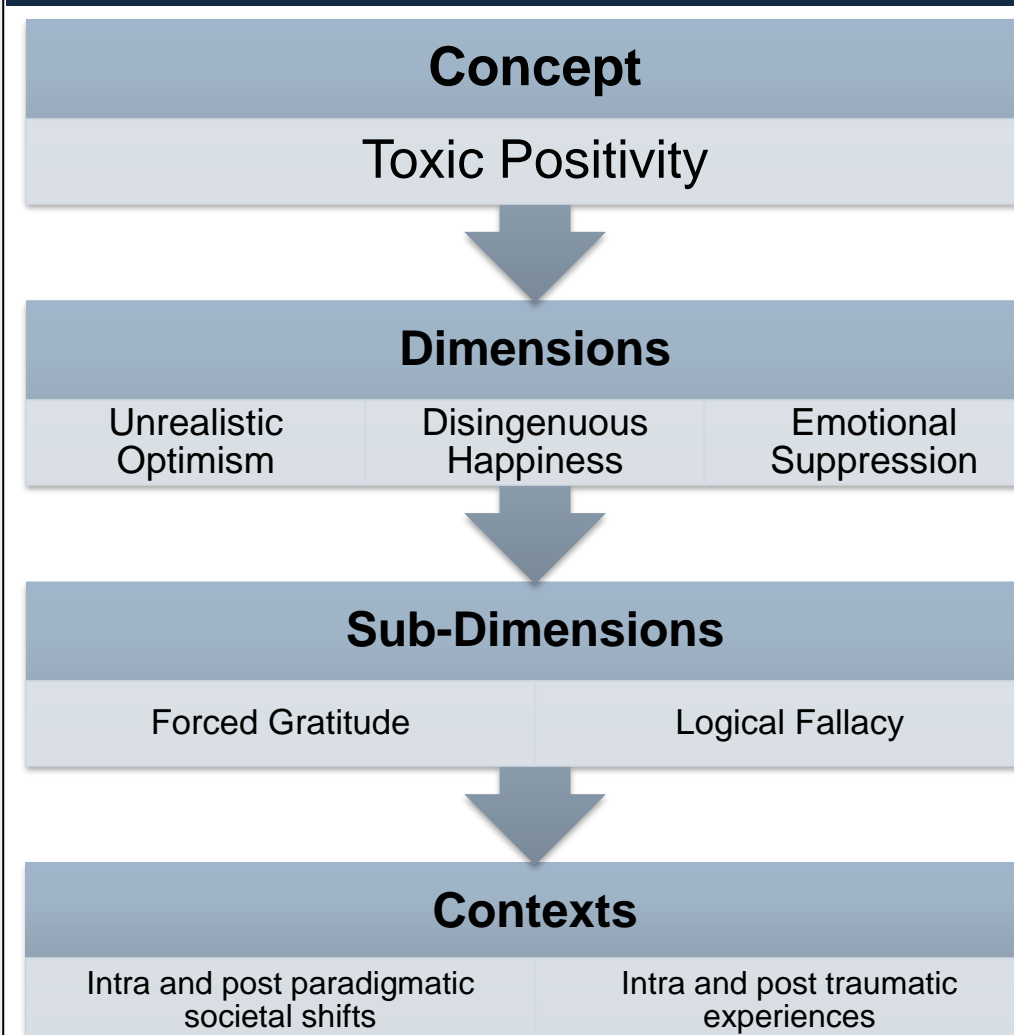 Concept
Toxic Positivity
Dimensions
Unrealistic
Optimism
Disingenuous
Happiness
Emotional
Suppression
Sub-Dimensions
Forced Gratitude
Logical Fallacy
Contexts
Intra and post paradigmatic
societal shifts
Intra and post traumatic
experiences